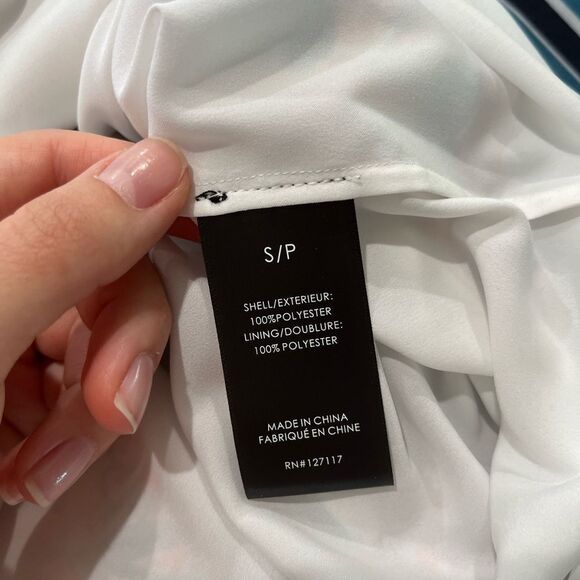 S/P
SHELL/EXTERIEUR:
100%POLYESTER
LINING/DOUBLURE:
100% POLYESTER
MADE IN CHINA
FABRIQUÉ EN CHINE
RN#127117